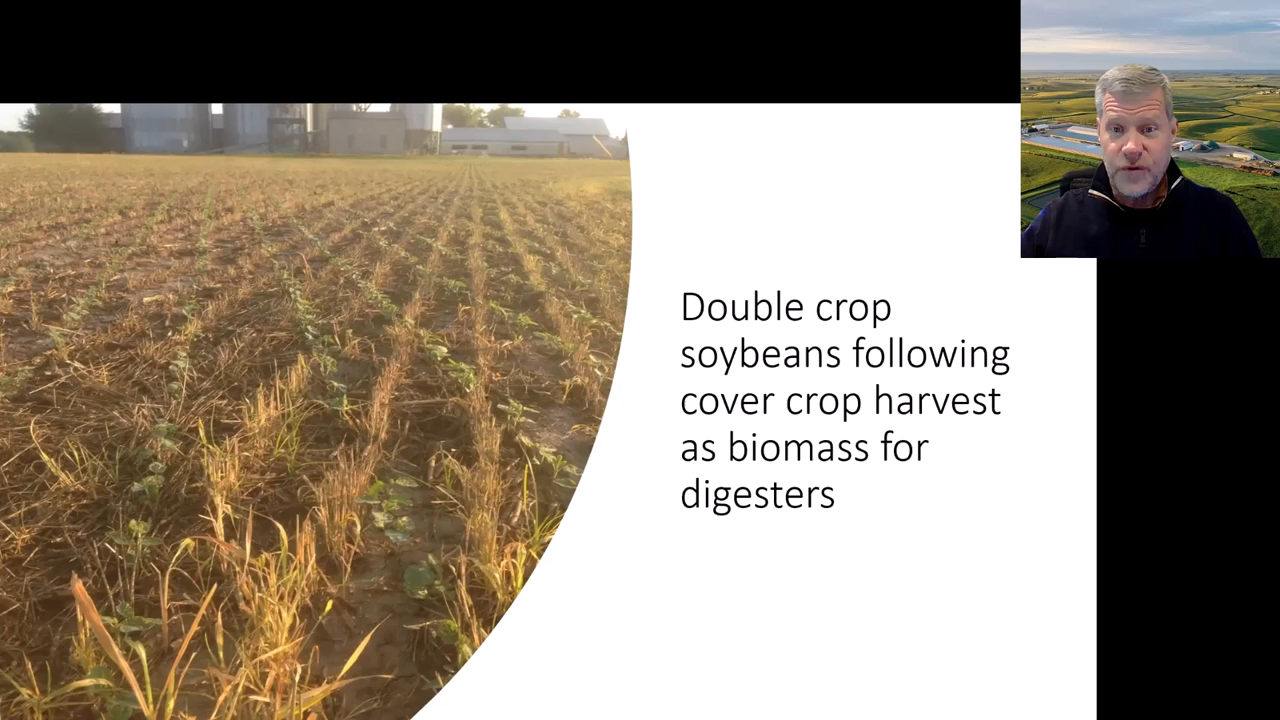 Double crop
soybeans following
cover crop harvest
as biomass for
digesters